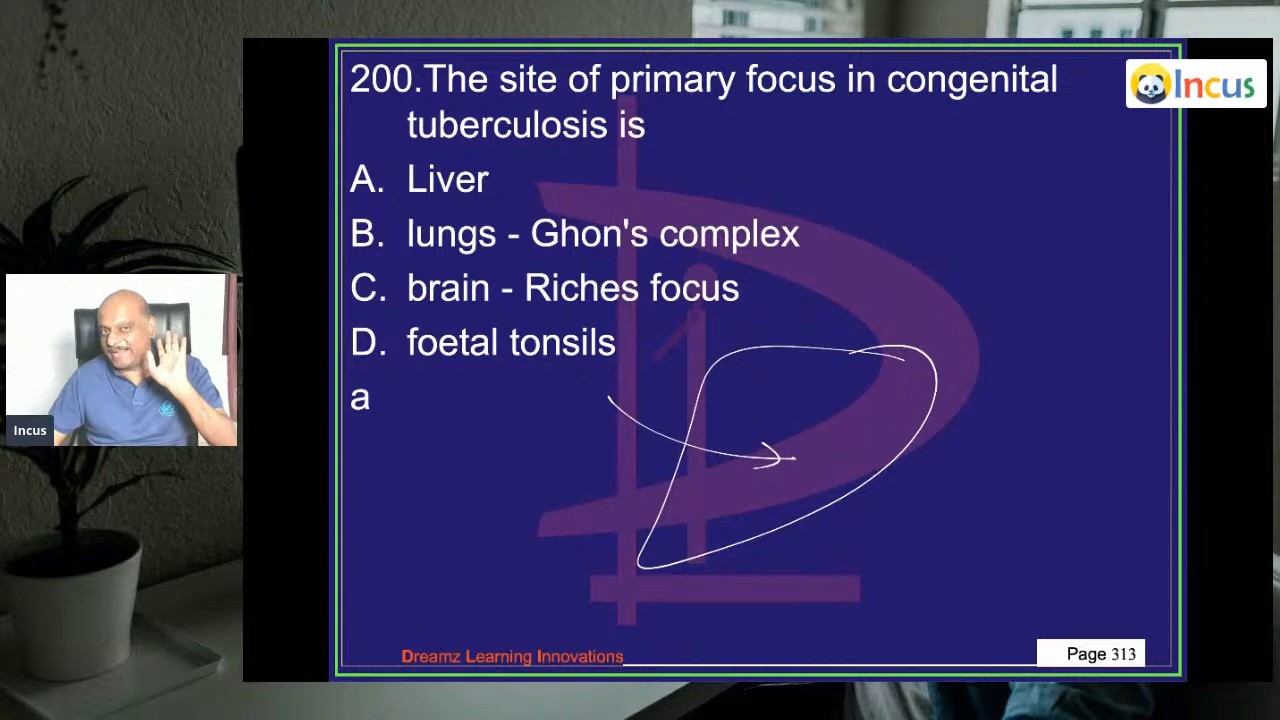 200.The site of primary focus in congenital
tuberculosis is
A. Liver
B. lungs - Ghon's complex
C. brain - Riches focus
D. foetal tonsils
a
Incus
Incus
Dreamz Learning Innovations
Page 313